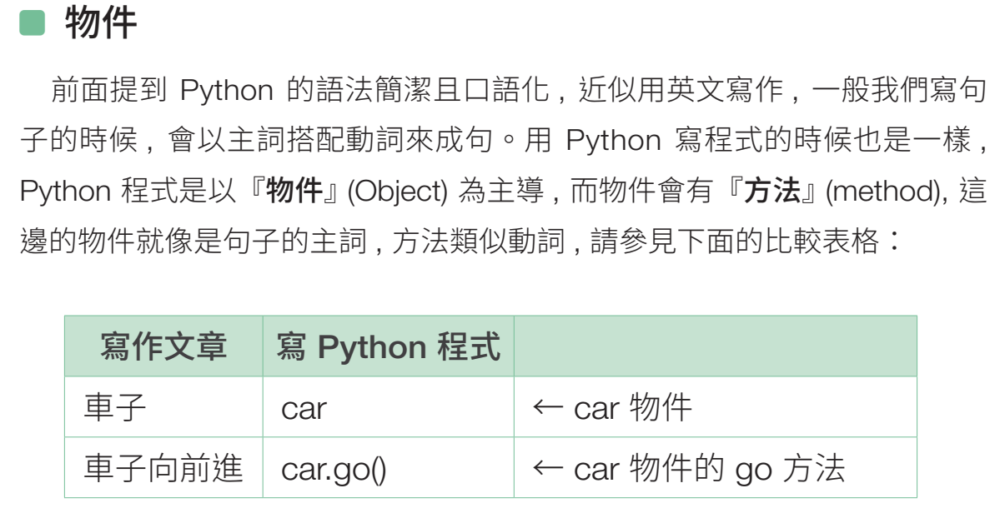 物件
前面提到 Python 的語法簡潔且口語化，近似用英文寫作，一般我們寫句
子的時候，會以主詞搭配動詞來成句。用 Python 寫程式的時候也是一樣，
Python 程式是以『物件』(Object) 為主導，而物件會有『方法』(method), 這
邊的物件就像是句子的主詞，方法類似動詞，請參見下面的比較表格：
寫作文章 寫 Python 程式
車子 car ← car 物件
車子向前進 car.go() ← car 物件的 go 方法